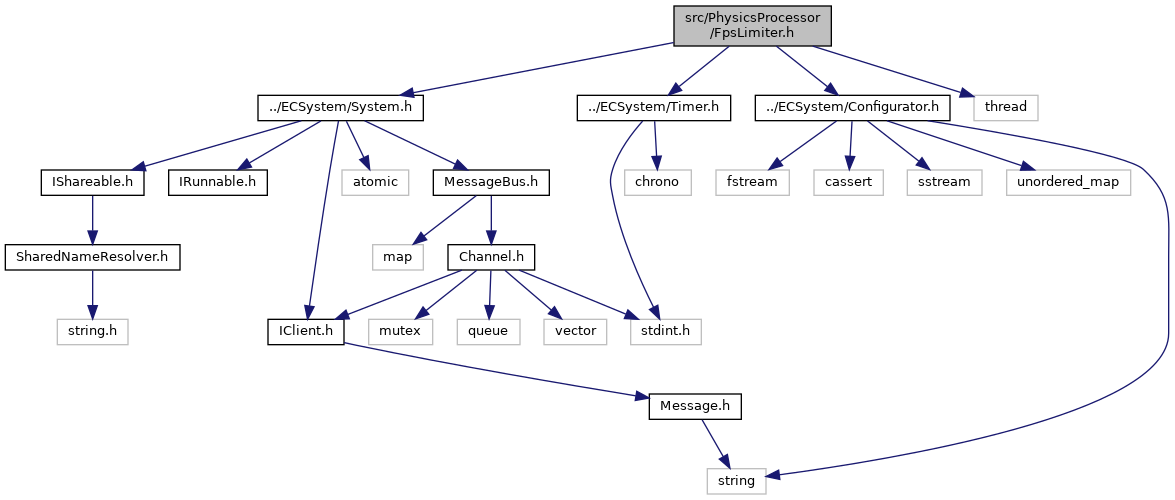 src/PhysicsProcessor
/FpsLimiter.h
../ECSystem/System.h
../ECSystem/Timer.h
../ECSystem/Configurator.h
thread
IShareable.h
IRunnable.h
atomic
MessageBus.h
chrono
fstream
cassert
sstream
unordered_map
SharedNameResolver.h
map
Channel.h
string.h
IClient.h
mutex
queue
vector
stdint.h
Message.h
string